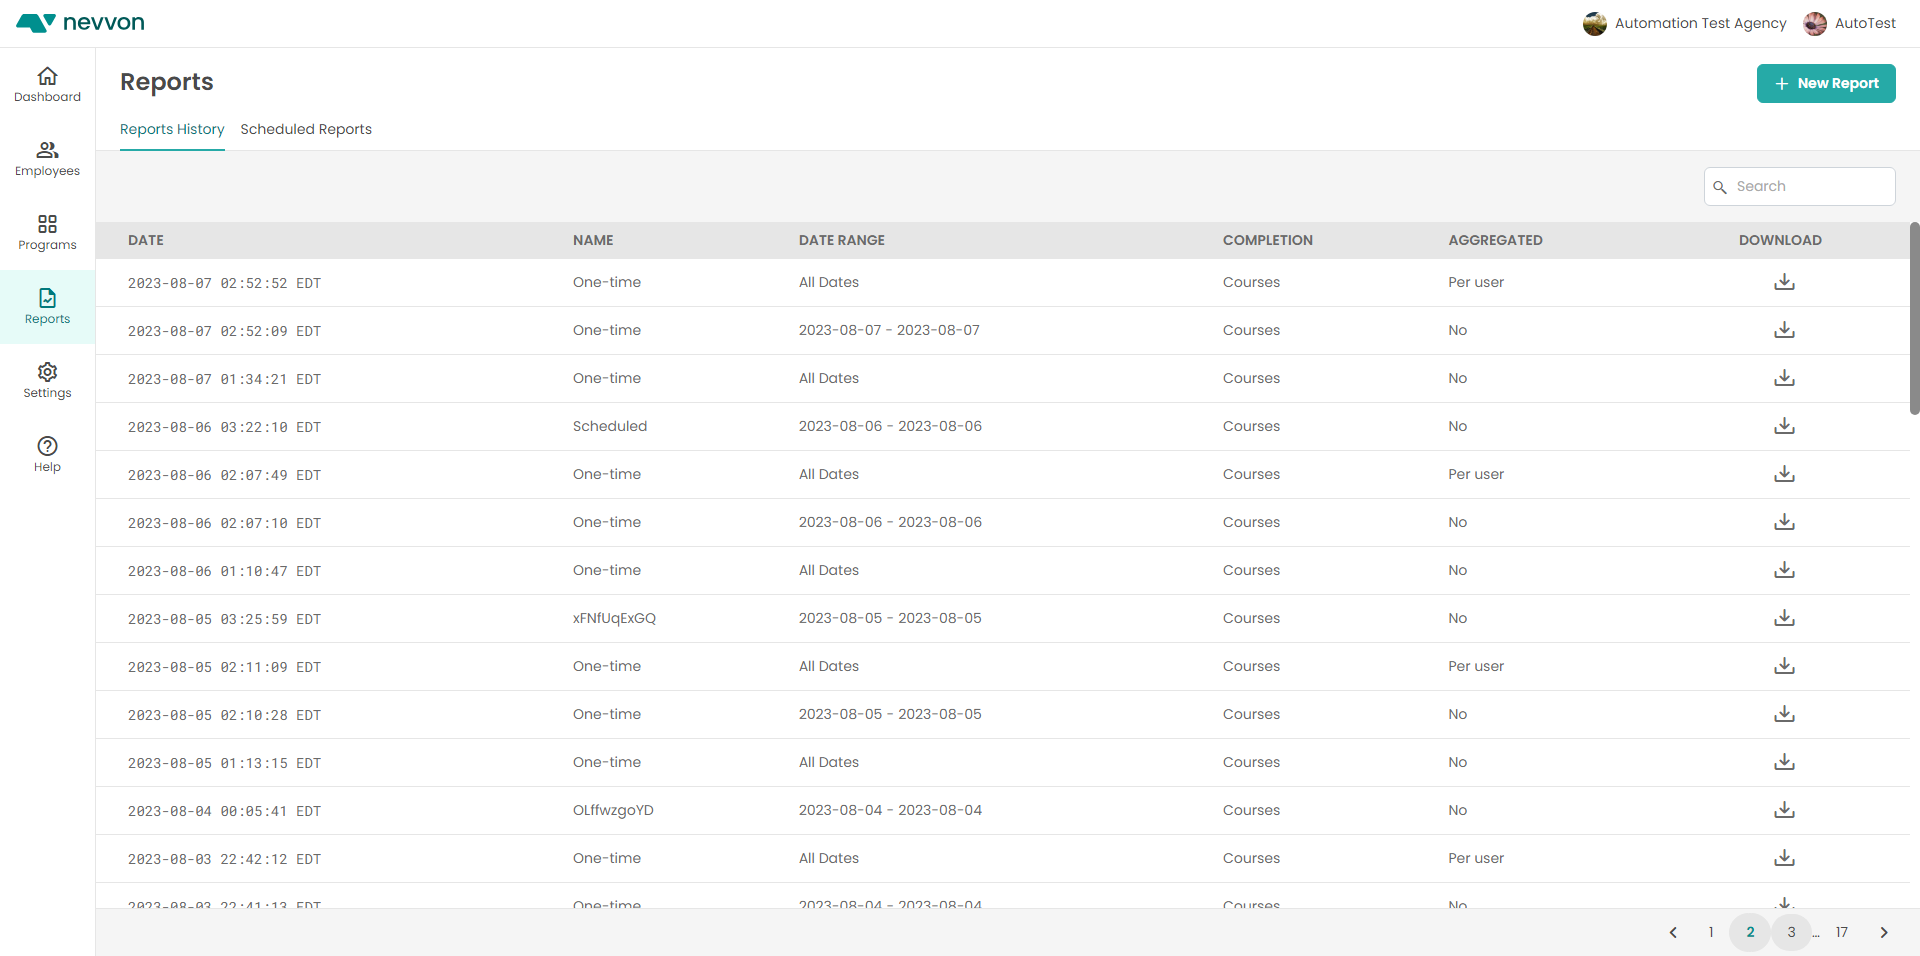 nevvon
Automation Test Agency AutoTest
Dashboard
Employees
Programs
Reports
Settings
Help
Reports
New Report
Reports History Scheduled Reports
Search
DATE NAME DATE RANGE COMPLETION AGGREGATED DOWNLOAD
2023-08-07 02:52:52 EDT One-time All Dates Courses Per user
2023-08-07 02:52:09 EDT One-time 2023-08-07 - 2023-08-07 Courses No
2023-08-07 01:34:21 EDT One-time All Dates Courses No
2023-08-06 03:22:10 EDT Scheduled 2023-08-06 - 2023-08-06 Courses No
2023-08-06 02:07:49 EDT One-time All Dates Courses Per user
2023-08-06 02:07:10 EDT One-time 2023-08-06 - 2023-08-06 Courses No
2023-08-06 01:10:47 EDT One-time All Dates Courses No
2023-08-05 03:25:59 EDT xFNfUqExGQ 2023-08-05 - 2023-08-05 Courses No
2023-08-05 02:11:09 EDT One-time All Dates Courses Per user
2023-08-05 02:10:28 EDT One-time 2023-08-05 - 2023-08-05 Courses No
2023-08-05 01:13:15 EDT One-time All Dates Courses No
2023-08-04 00:05:41 EDT OLffwzgoYD 2023-08-04 - 2023-08-04 Courses No
2023-08-03 22:42:12 EDT One-time All Dates Courses Per user
2023-08-03 22:41:13 EDT One-time 2023-08-04 - 2023-08-04 Courses No
1 2 3 ... 17